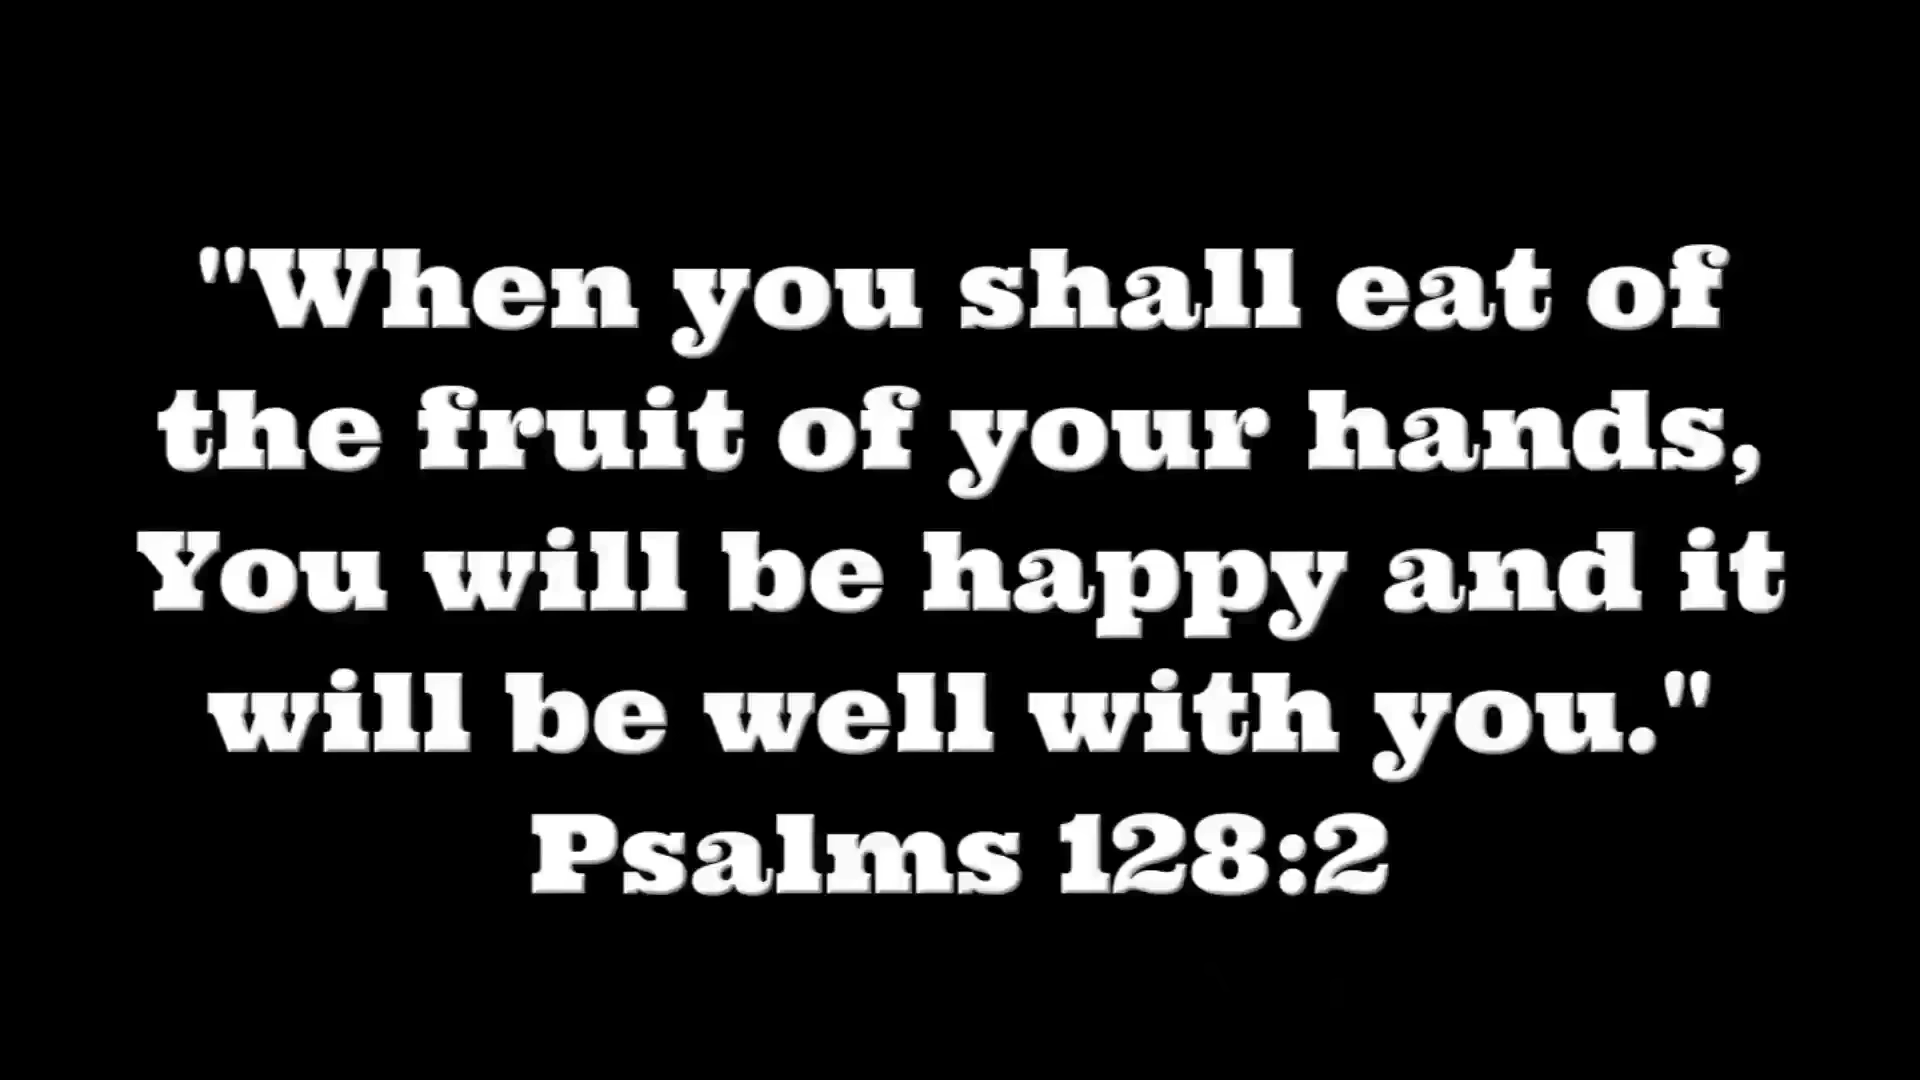 "When you shall eat of
the fruit of your hands,
You will be happy and it
will be well with you."
Psalms 128:2